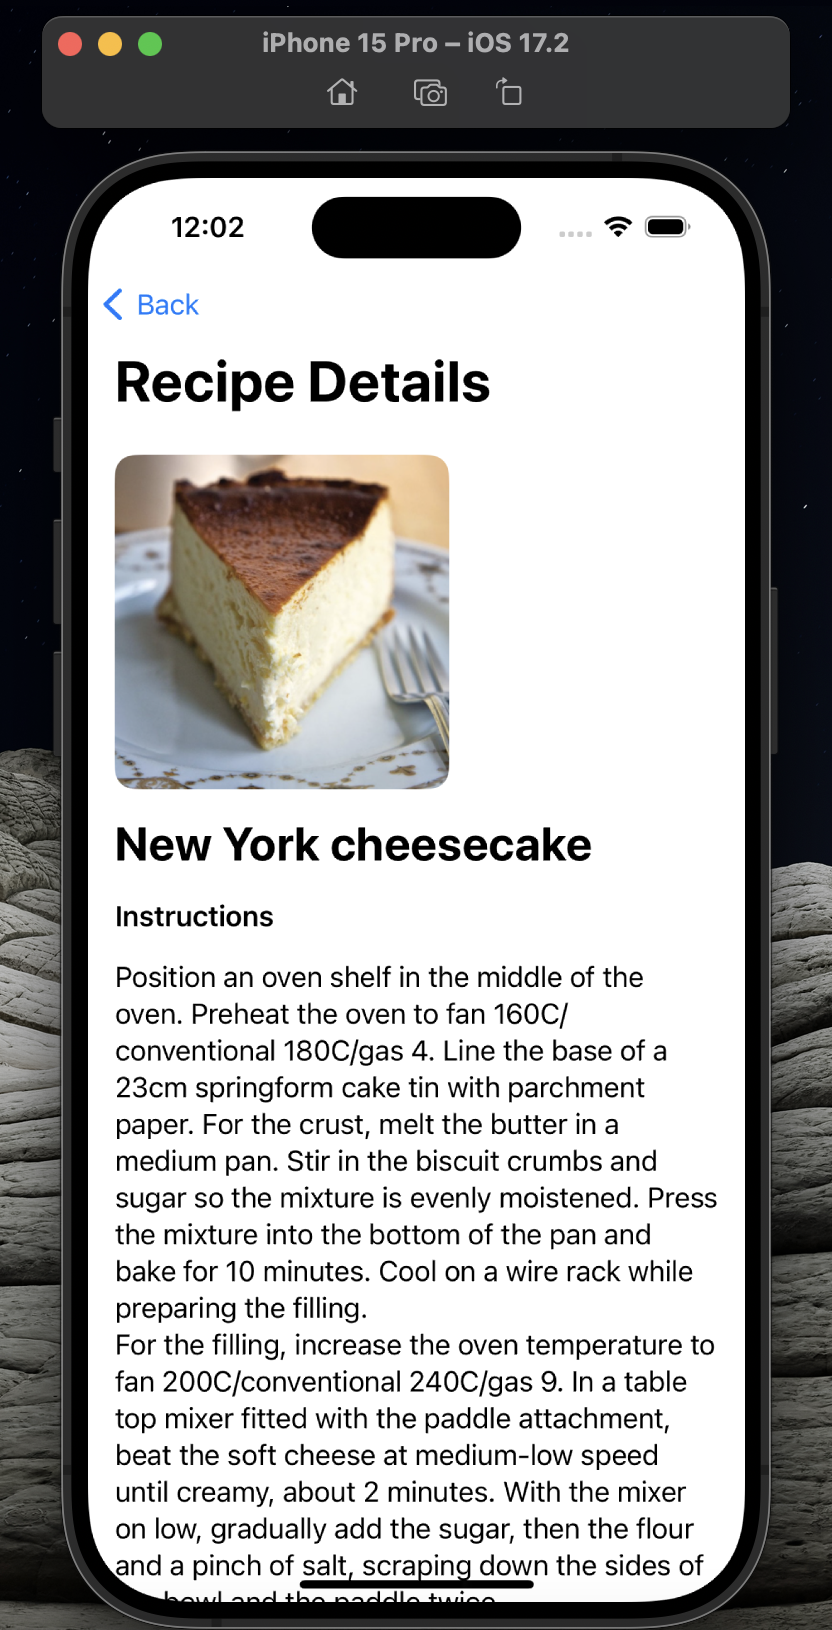 iPhone 15 Pro – iOS 17.2
12:02
Back
Recipe Details
New York cheesecake
Instructions
Position an oven shelf in the middle of the
oven. Preheat the oven to fan 160C/
conventional 180C/gas 4. Line the base of a
23cm springform cake tin with parchment
paper. For the crust, melt the butter in a
medium pan. Stir in the biscuit crumbs and
sugar so the mixture is evenly moistened. Press
the mixture into the bottom of the pan and
bake for 10 minutes. Cool on a wire rack while
preparing the filling.
For the filling, increase the oven temperature to
fan 200C/conventional 240C/gas 9. In a table
top mixer fitted with the paddle attachment,
beat the soft cheese at medium-low speed
until creamy, about 2 minutes. With the mixer
on low, gradually add the sugar, then the flour
and a pinch of salt, scraping down the sides of
bowl and the paddle twice.